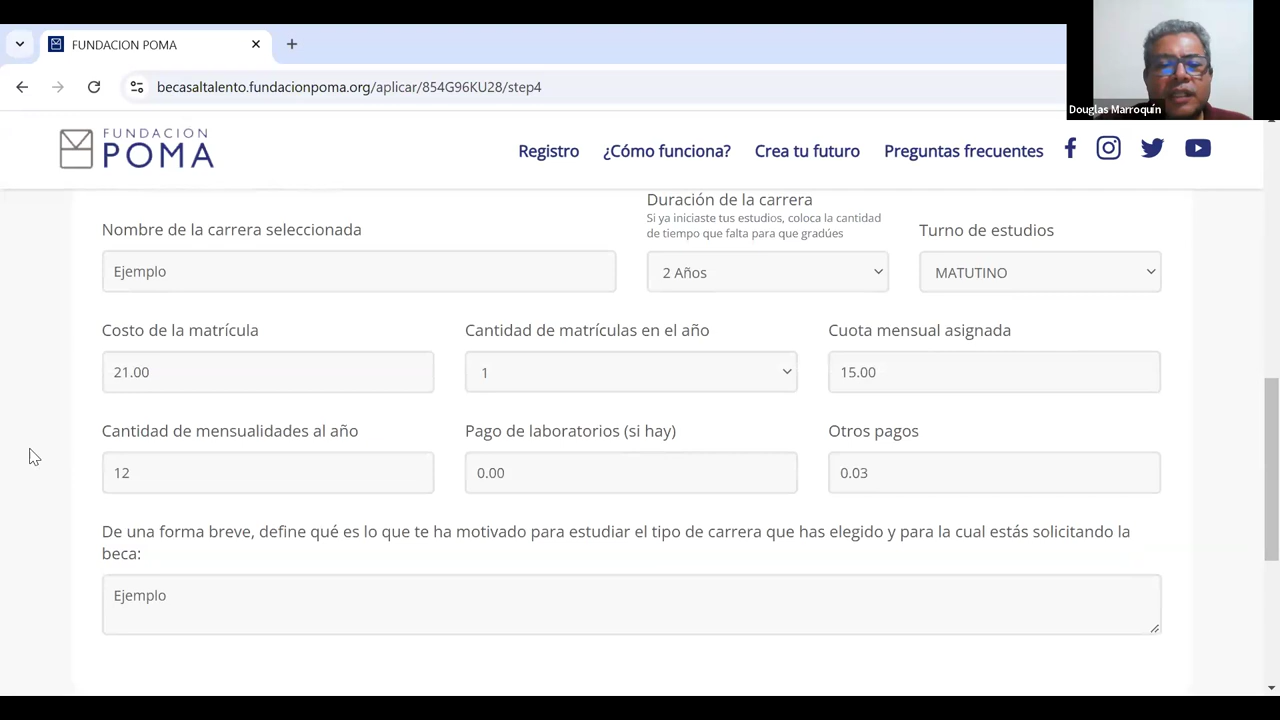 FUNDACION POMA
becasaltalento.fundacionpoma.org/aplicar/854G96KU28/step4
Douglas Marroquín
FUNDACION
POMA
Registro
¿Cómo funciona?
Crea tu futuro
Preguntas frecuentes
Nombre de la carrera seleccionada
Duración de la carrera
Si ya iniciaste tus estudios, coloca la cantidad
de tiempo que falta para que gradúes
Turno de estudios
Ejemplo
2 Años
MATUTINO
Costo de la matrícula
Cantidad de matrículas en el año
Cuota mensual asignada
21.00
1
15.00
Cantidad de mensualidades al año
Pago de laboratorios (si hay)
Otros pagos
12
0.00
0.03
De una forma breve, define qué es lo que te ha motivado para estudiar el tipo de carrera que has elegido y para la cual estás solicitando la
beca:
Ejemplo